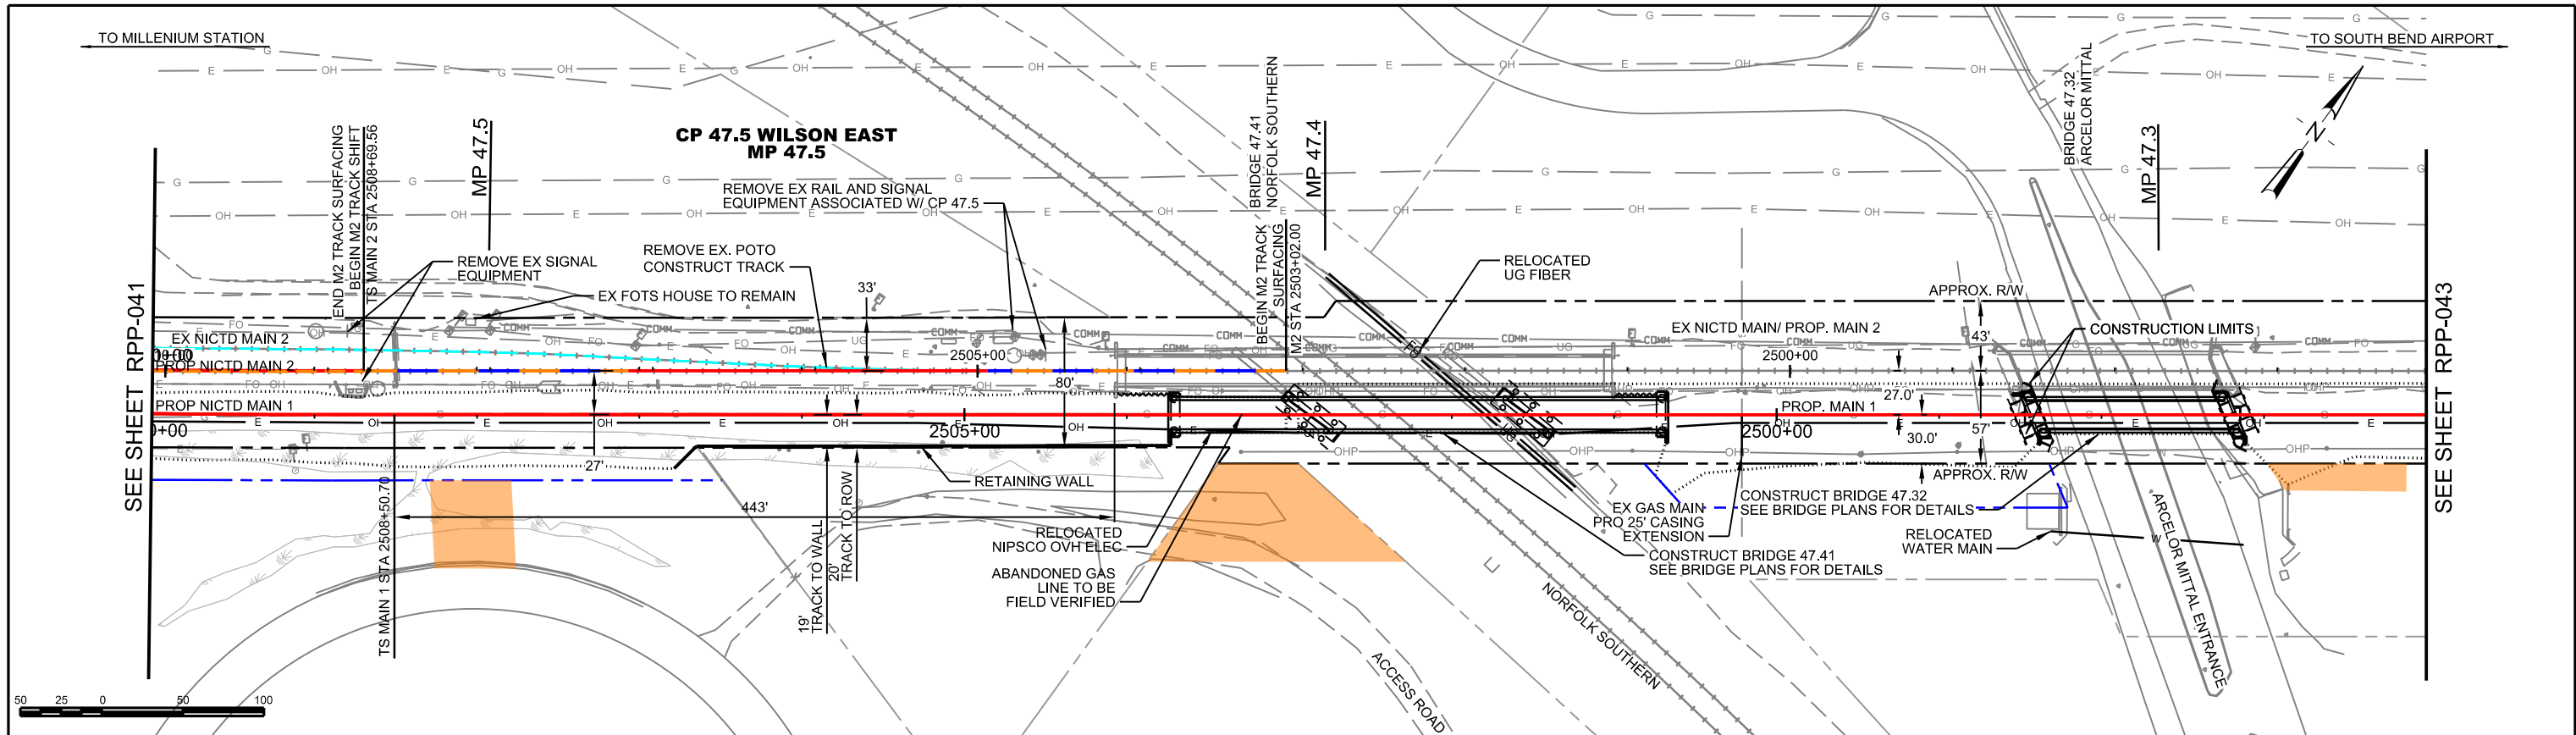 TO MILLENIUM STATION
TO SOUTH BEND AIRPORT
N
CP 47.5 WILSON EAST
MP 47.5
END M2 TRACK SURFACING
BEGIN M2 TRACK SHIFT
TS MAIN 2 STA 2508+69.56
MP 47.5
REMOVE EX RAIL AND SIGNAL
EQUIPMENT ASSOCIATED W/ CP 47.5
BRIDGE 47.41
NORFOLK SOUTHERN
MP 47.4
BRIDGE 47.32
ARCELOR MITTAL
MP 47.3
REMOVE EX SIGNAL
EQUIPMENT
REMOVE EX. POTO
CONSTRUCT TRACK
EX FOTS HOUSE TO REMAIN
33'
BEGIN M2 TRACK
SURFACING
M2 STA 2503+02.00
RELOCATED
UG FIBER
APPROX. R/W
43'
CONSTRUCTION LIMITS
SEE SHEET RPP-041
SEE SHEET RPP-043
EX NICTD MAIN 2
PROP NICTD MAIN 2
2505+00
EX NICTD MAIN/ PROP. MAIN 2
2500+00
80'
27.0'
PROP NICTD MAIN 1
0+00
2505+00
PROP. MAIN 1
2500+00
30.0'
57'
27'
APPROX. R/W
RETAINING WALL
443'
TS MAIN 1 STA 2508+50.70
19'
TRACK TO WALL
20'
TRACK TO ROW
RELOCATED
NIPSCO OVH ELEC
ABANDONED GAS
LINE TO BE
FIELD VERIFIED
EX GAS MAIN
PRO 25' CASING
EXTENSION
CONSTRUCT BRIDGE 47.32
SEE BRIDGE PLANS FOR DETAILS
CONSTRUCT BRIDGE 47.41
SEE BRIDGE PLANS FOR DETAILS
RELOCATED
WATER MAIN
ARCELOR MITTAL ENTRANCE
NORFOLK SOUTHERN
ACCESS ROAD
50 25 0 50 100